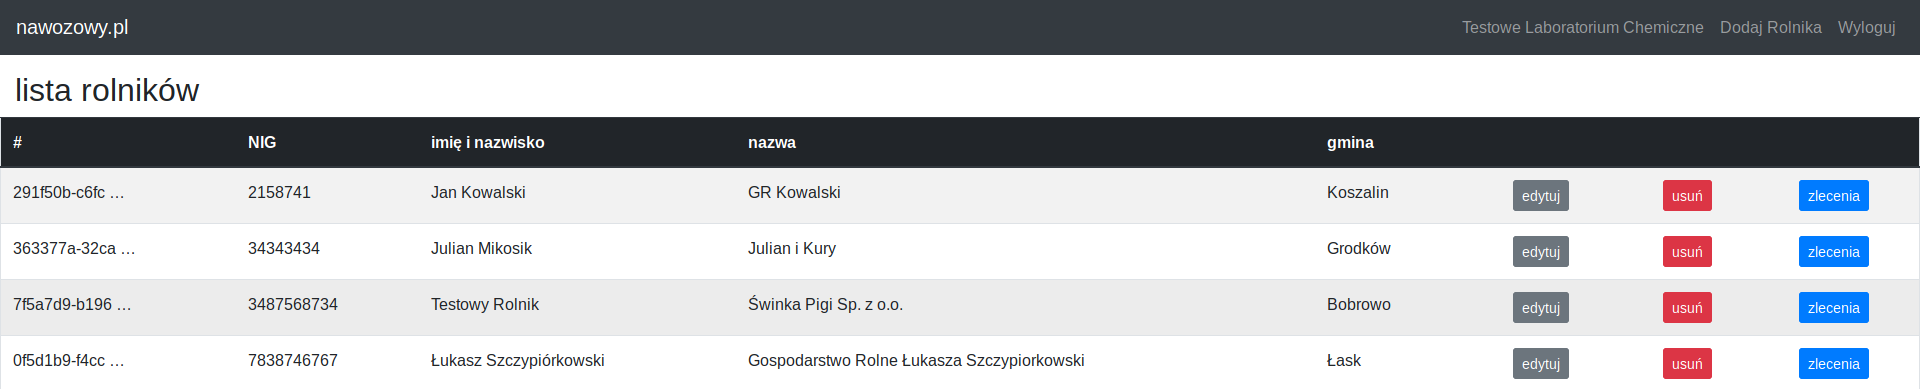 nawozowy.pl Testowe Laboratorium Chemiczne Dodaj Rolnika Wyloguj
lista rolników
# NIG imię i nazwisko nazwa gmina
291f50b-c6fc … 2158741 Jan Kowalski GR Kowalski Koszalin edytuj usuń zlecenia
363377a-32ca … 34343434 Julian Mikosik Julian i Kury Grodków edytuj usuń zlecenia
7f5a7d9-b196 … 3487568734 Testowy Rolnik Świnka Pigi Sp. z o.o. Bobrowo edytuj usuń zlecenia
0f5d1b9-f4cc … 7838746767 Łukasz Szczypiórkowski Gospodarstwo Rolne Łukasza Szczypiorkowski Łask edytuj usuń zlecenia